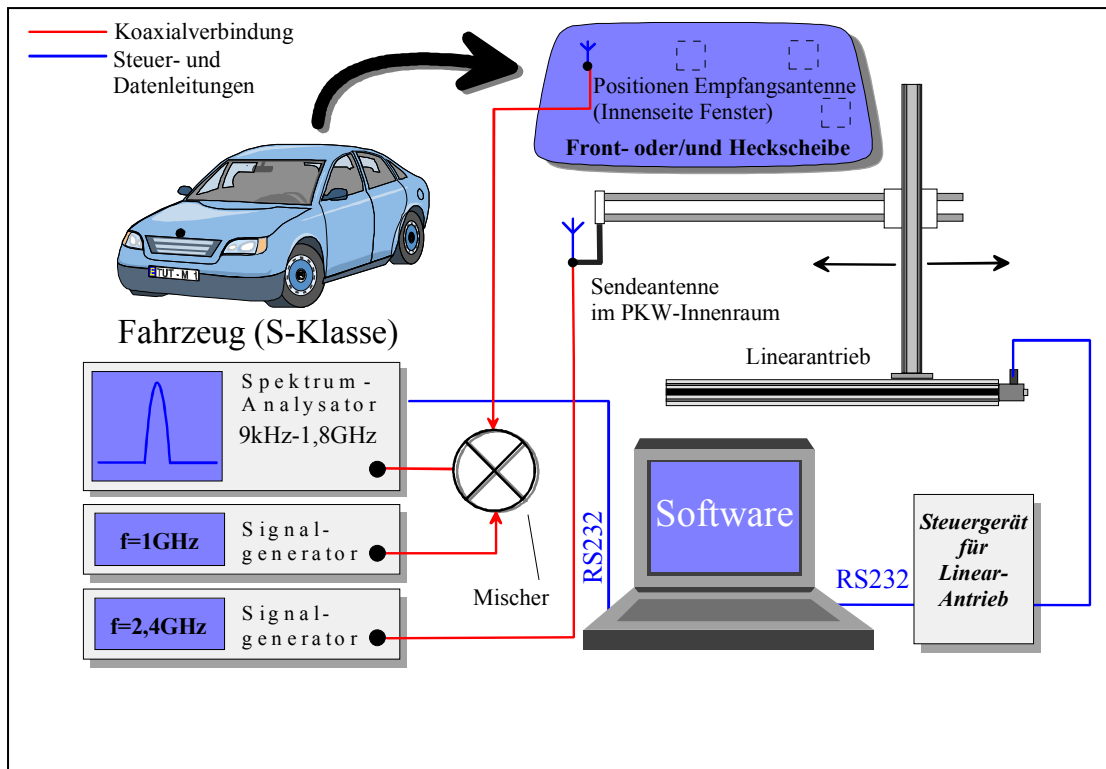 Koaxialverbindung
Steuer- und
Datenleitungen
Positionen Empfangsantenne
(Innenseite Fenster)
Front- oder/und Heckscheibe
TUT - M 1
Fahrzeug (S-Klasse)
Sendeantenne
im PKW-Innenraum
Linearantrieb
Spektrum-
Analysator
9kHz-1,8GHz
f=1GHz
Signal-
generator
f=2,4GHz
Signal-
generator
Mischer
RS232
Software
RS232
Steuergerät
für
Linear-
Antrieb